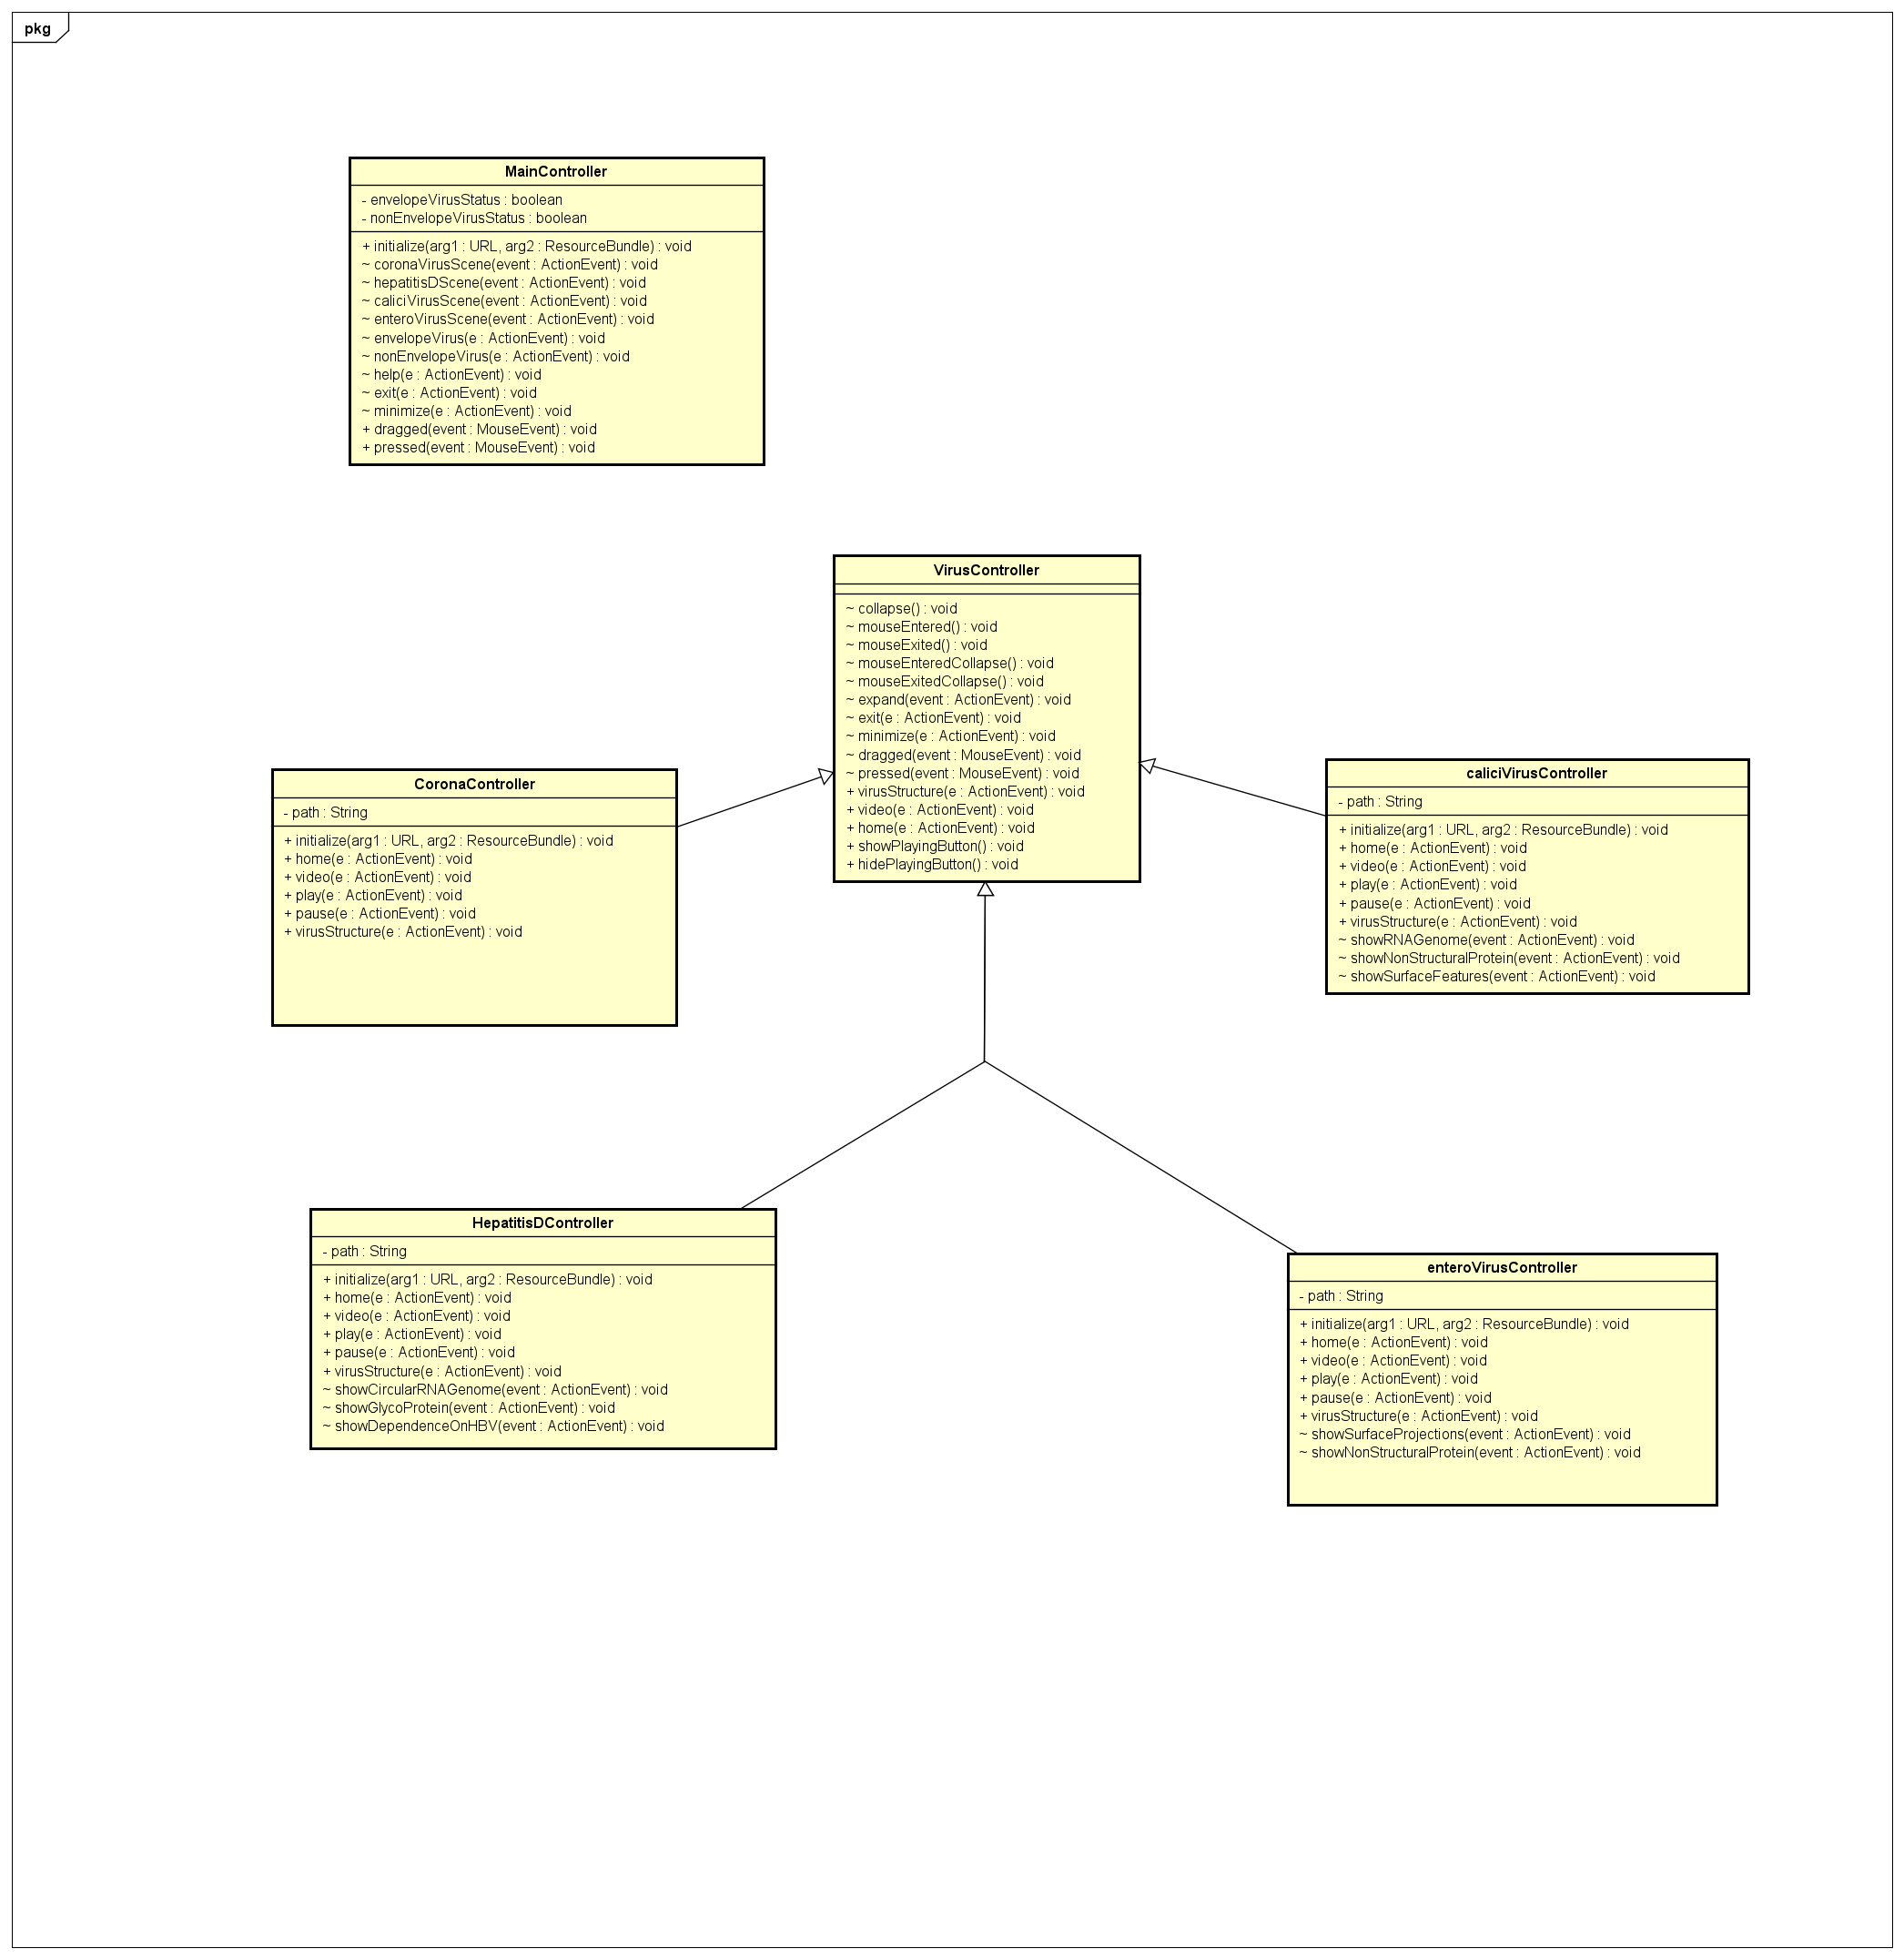 pkg
MainController
- envelopeVirusStatus : boolean
- nonEnvelopeVirusStatus : boolean
+ initialize(arg1 : URL, arg2 : ResourceBundle) : void
~ coronaVirusScene(event : ActionEvent) : void
~ hepatitisDScene(event : ActionEvent) : void
~ caliciVirusScene(event : ActionEvent) : void
~ enteroVirusScene(event : ActionEvent) : void
~ envelopeVirus(e : ActionEvent) : void
~ nonEnvelopeVirus(e : ActionEvent) : void
~ help(e : ActionEvent) : void
~ exit(e : ActionEvent) : void
~ minimize(e : ActionEvent) : void
+ dragged(event : MouseEvent) : void
+ pressed(event : MouseEvent) : void
VirusController
~ collapse() : void
~ mouseEntered() : void
~ mouseExited() : void
~ mouseEnteredCollapse() : void
~ mouseExitedCollapse() : void
~ expand(event : ActionEvent) : void
~ exit(e : ActionEvent) : void
~ minimize(e : ActionEvent) : void
~ dragged(event : MouseEvent) : void
~ pressed(event : MouseEvent) : void
+ virusStructure(e : ActionEvent) : void
+ video(e : ActionEvent) : void
+ home(e : ActionEvent) : void
+ showPlayingButton() : void
+ hidePlayingButton() : void
CoronaController
- path : String
+ initialize(arg1 : URL, arg2 : ResourceBundle) : void
+ home(e : ActionEvent) : void
+ video(e : ActionEvent) : void
+ play(e : ActionEvent) : void
+ pause(e : ActionEvent) : void
+ virusStructure(e : ActionEvent) : void
caliciVirusController
- path : String
+ initialize(arg1 : URL, arg2 : ResourceBundle) : void
+ home(e : ActionEvent) : void
+ video(e : ActionEvent) : void
+ play(e : ActionEvent) : void
+ pause(e : ActionEvent) : void
+ virusStructure(e : ActionEvent) : void
~ showRNAGenome(event : ActionEvent) : void
~ showNonStructuralProtein(event : ActionEvent) : void
~ showSurfaceFeatures(event : ActionEvent) : void
HepatitisDController
- path : String
+ initialize(arg1 : URL, arg2 : ResourceBundle) : void
+ home(e : ActionEvent) : void
+ video(e : ActionEvent) : void
+ play(e : ActionEvent) : void
+ pause(e : ActionEvent) : void
+ virusStructure(e : ActionEvent) : void
~ showCircularRNAGenome(event : ActionEvent) : void
~ showGlycoProtein(event : ActionEvent) : void
~ showDependenceOnHBV(event : ActionEvent) : void
enteroVirusController
- path : String
+ initialize(arg1 : URL, arg2 : ResourceBundle) : void
+ home(e : ActionEvent) : void
+ video(e : ActionEvent) : void
+ play(e : ActionEvent) : void
+ pause(e : ActionEvent) : void
+ virusStructure(e : ActionEvent) : void
~ showSurfaceProjections(event : ActionEvent) : void
~ showNonStructuralProtein(event : ActionEvent) : void